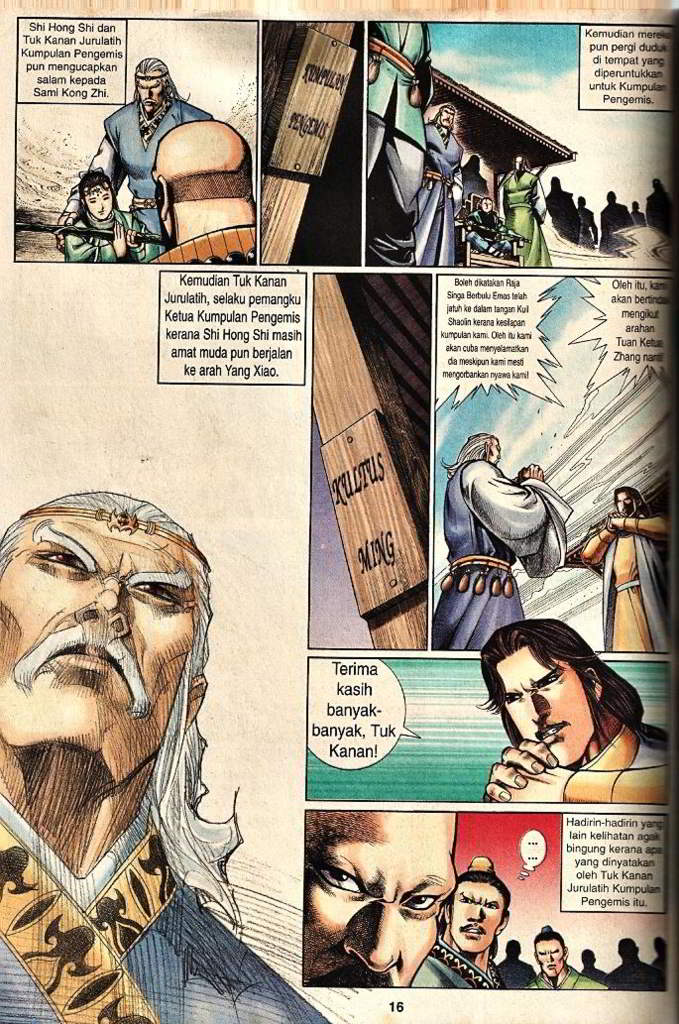 Shi Hong Shi dan
Tuk Kanan Jurulatih
Kumpulan Pengemis
pun mengucapkan
salam kepada
Sami Kong Zhi.
KUMPULAN
PENGEMIS
Kemudian mereka
pun pergi duduk
di tempat yang
diperuntukkan
untuk Kumpulan
Pengemis.
Kemudian Tuk Kanan
Jurulatih, selaku pemangku
Ketua Kumpulan Pengemis
kerana Shi Hong Shi masih
amat muda pun berjalan
ke arah Yang Xiao.
KULTUS
MING
Boleh dikatakan Raja
Singa Berbulu Emas telah
jatuh ke dalam tangan Kuil
Shaolin kerana kesilapan
kumpulan kami. Oleh itu kami
akan cuba menyelamatkan
dia meskipun kami mesti
mengorbankan nyawa kami!
Oleh itu, kami
akan bertindak
mengikut
arahan
Tuan Ketua
Zhang nanti!
Terima
kasih
banyak-
banyak, Tuk
Kanan!
...
...
Hadirin-hadirin yang
lain kelihatan agak
bingung kerana apa
yang dinyatakan
oleh Tuk Kanan
Jurulatih Kumpulan
Pengemis itu.
16